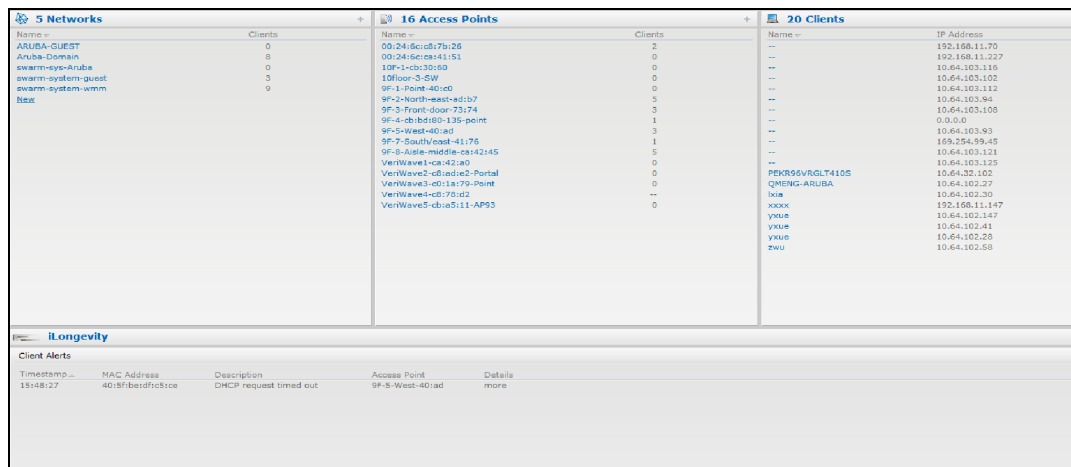 5 Networks +
Name Clients
ARUBA-GUEST 0
Aruba-Domain 8
swarm-sys-Aruba 0
swarm-system-guest 3
swarm-system-wmm 9
New
16 Access Points +
Name Clients
00:24:6c:c8:7b:26 2
00:24:6c:ca:41:51 0
10F-1-cb:30:60 0
10floor-3-SW 0
9F-1-Point-40:c0 0
9F-2-North-east-ad:b7 5
9F-3-Front-door-73:74 3
9F-4-cb:bd:80-135-point 1
9F-5-West-40:ad 3
9F-7-South/east-41:76 1
9F-8-Aisle-middle-ca:42:45 5
VeriWave1-ca:42:a0 0
VeriWave2-c8:ad:e2-Portal 0
VeriWave3-c0:1a:79-Point 0
VeriWave4-c8:78:d2 --
VeriWave5-cb:a5:11-AP93 0
20 Clients
Name IP Address
-- 192.168.11.70
-- 192.168.11.227
-- 10.64.103.116
-- 10.64.103.102
-- 10.64.103.112
-- 10.64.103.94
-- 10.64.103.108
-- 0.0.0.0
-- 10.64.103.93
-- 169.254.99.45
-- 10.64.103.121
-- 10.64.103.125
PEKR96VRGLT410S 10.64.32.102
QMENG-ARUBA 10.64.102.27
lxia 10.64.102.30
xxxx 192.168.11.147
yxue 10.64.102.147
yxue 10.64.102.41
yxue 10.64.102.28
zwu 10.64.102.58
iLongevity
Client Alerts
Timestamp MAC Address Description Access Point Details
15:48:27 40:5f:be:df:c5:ce DHCP request timed out 9F-5-West-40:ad more